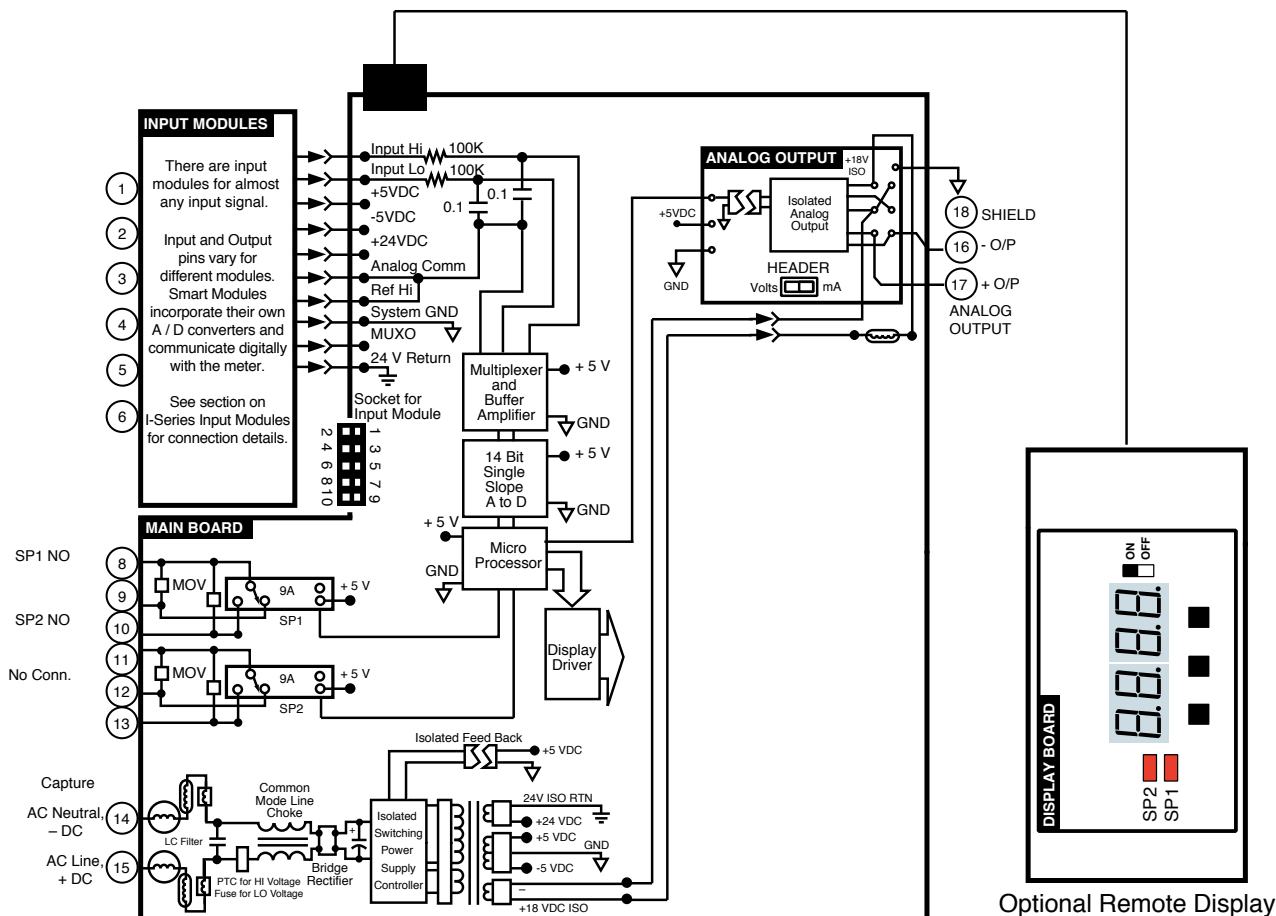 INPUT MODULES
There are input
modules for almost
any input signal.
Input and Output
pins vary for
different modules.
Smart Modules
incorporate their own
A / D converters and
communicate digitally
with the meter.
See section on
I-Series Input Modules
for connection details.
1
2
3
4
5
6
Input Hi
100K
Input Lo
100K
+5VDC
-5VDC
+24VDC
Analog Comm
Ref Hi
System GND
MUXO
24 V Return
0.1
0.1
Socket for
Input Module
2 4 6 8 10
1 3 5 7 9
Multiplexer
and
Buffer
Amplifier
+ 5 V
GND
14 Bit
Single
Slope
A to D
+ 5 V
GND
+ 5 V
Micro
Processor
GND
Display
Driver
ANALOG OUTPUT
+18V
ISO
+5VDC
Isolated
Analog
Output
GND
HEADER
Volts
mA
18
SHIELD
16
- O/P
17
+ O/P
ANALOG
OUTPUT
MAIN BOARD
SP1 NO
8
9
SP2 NO
10
11
No Conn.
12
13
MOV
9A
+ 5 V
SP1
MOV
9A
+ 5 V
SP2
Isolated Feed Back
+5 VDC
Capture
14
AC Neutral,
– DC
AC Line,
+ DC
15
LC Filter
Common
Mode Line
Choke
PTC for HI Voltage
Fuse for LO Voltage
Bridge
Rectifier
+
Isolated
Switching
Power
Supply
Controller
24V ISO RTN
+24 VDC
+5 VDC
GND
-5 VDC
–
+18 VDC ISO
DISPLAY BOARD
ON
OFF
8.8.8.8.
SP2
SP1
Optional Remote Display